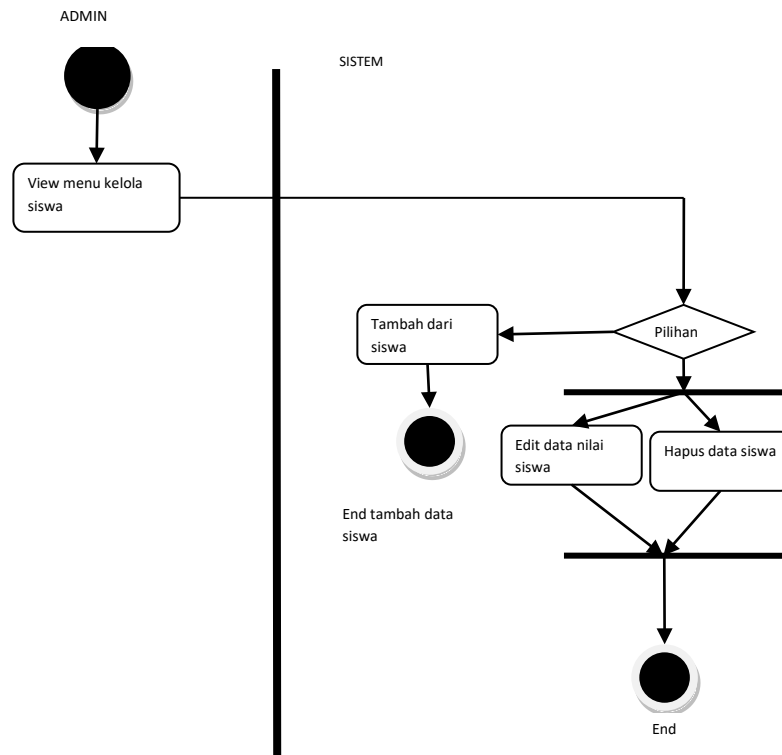 ADMIN
SISTEM
View menu kelola
siswa
Tambah dari
siswa
Pilihan
Edit data nilai
siswa
Hapus data siswa
End tambah data
siswa
End